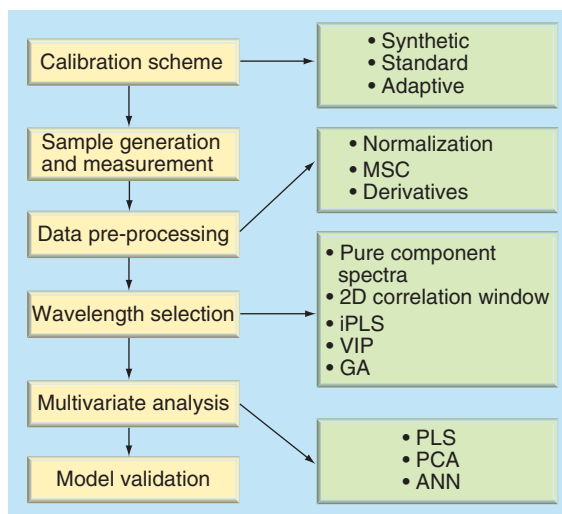 Calibration scheme
• Synthetic
• Standard
• Adaptive
Sample generation
and measurement
• Normalization
• MSC
• Derivatives
Data pre-processing
• Pure component
spectra
• 2D correlation window
• iPLS
• VIP
• GA
Wavelength selection
Multivariate analysis
• PLS
• PCA
• ANN
Model validation